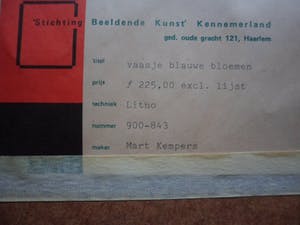 'Stichting Beeldende Kunst' Kennemerland
ged. oude gracht 121, Haarlem
titel vaasje blauwe bloemen
prijs ƒ 225,00 excl. lijst
techniek Litho
nummer 900-843
maker Mart Kempers